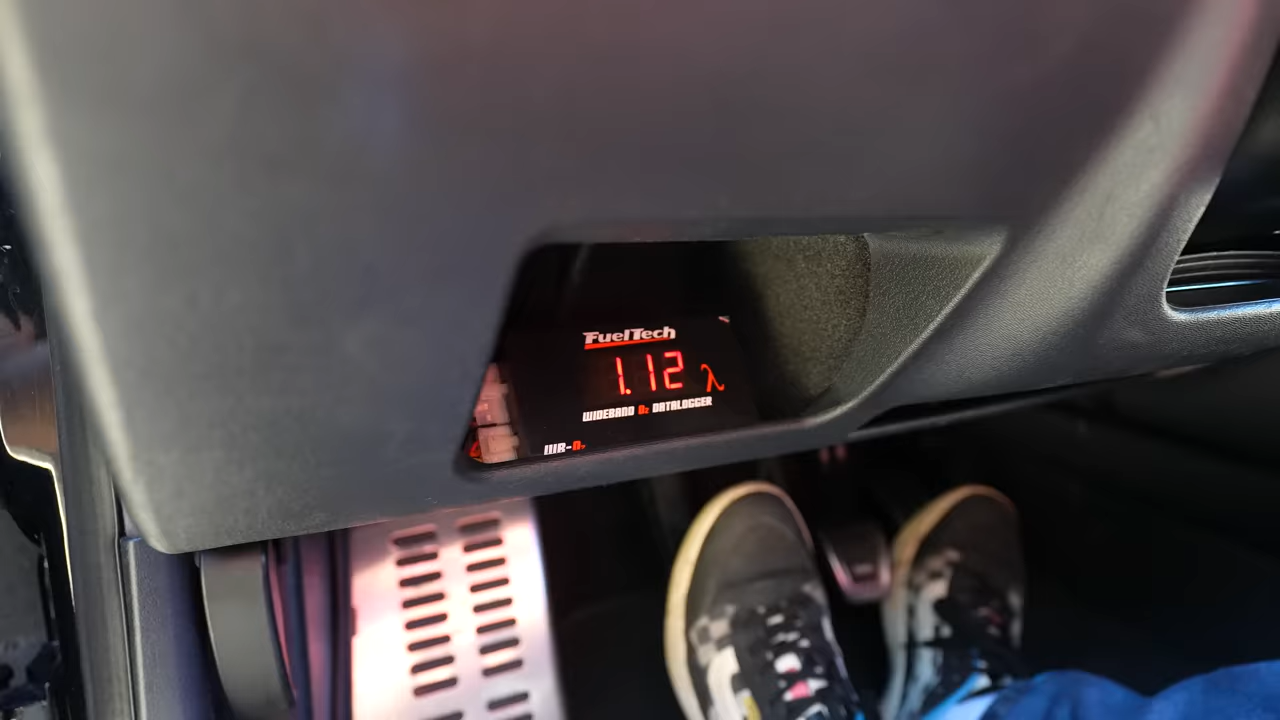 FuelTech
1.12 λ
WIDEBAND O₂ DATALOGGER
WB-O₂